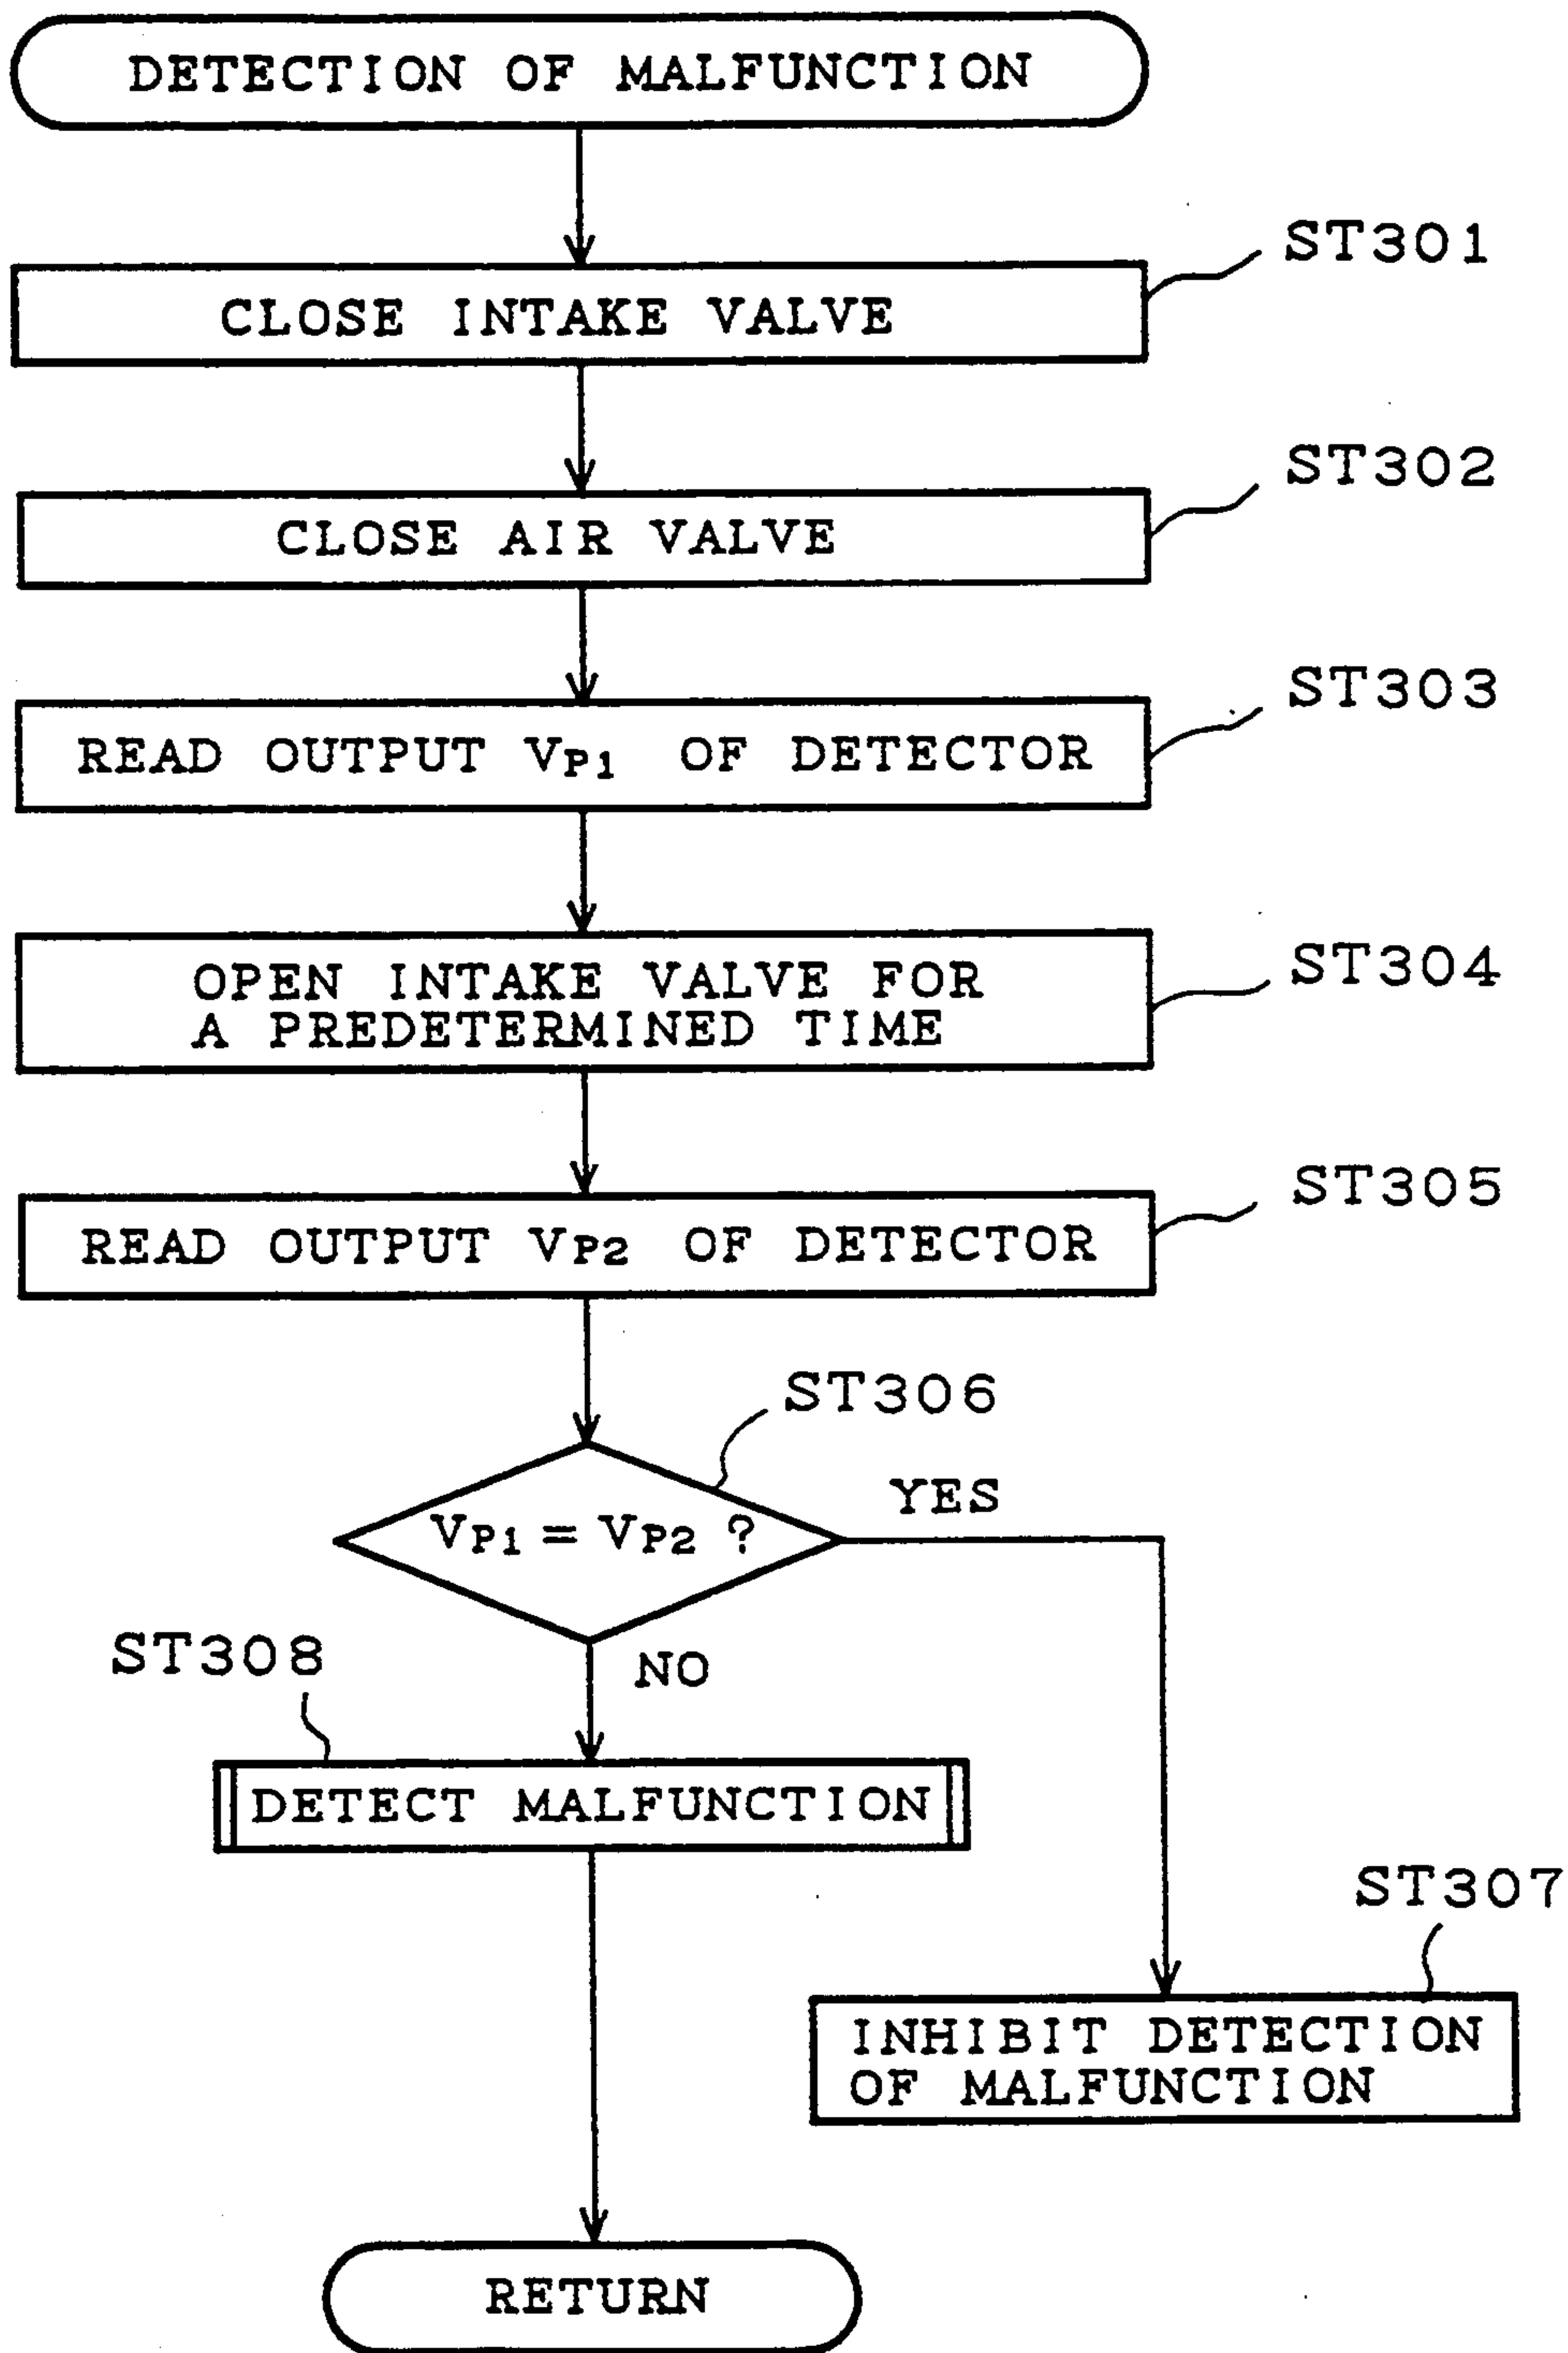 DETECTION OF MALFUNCTION
ST301
CLOSE INTAKE VALVE
ST302
CLOSE AIR VALVE
ST303
READ OUTPUT VP1 OF DETECTOR
ST304
OPEN INTAKE VALVE FOR
A PREDETERMINED TIME
ST305
READ OUTPUT VP2 OF DETECTOR
ST306
VP1 = VP2 ?
YES
NO
ST308
DETECT MALFUNCTION
ST307
INHIBIT DETECTION
OF MALFUNCTION
RETURN